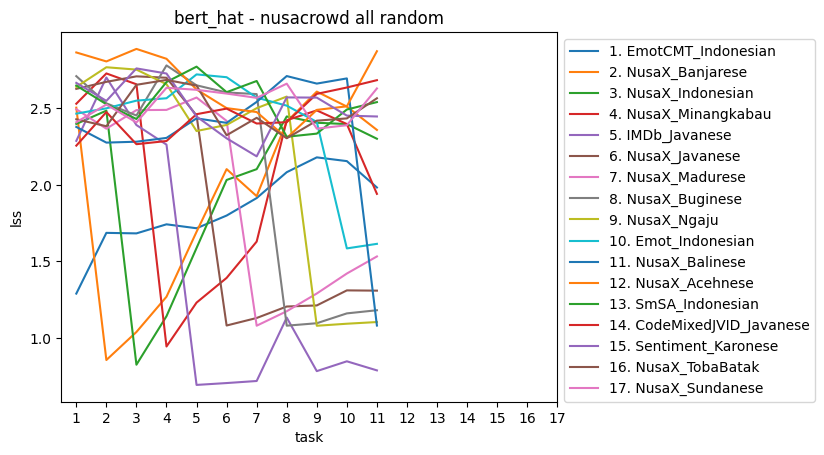 bert_hat - nusacrowd all random
lss
2.5
2.0
1.5
1.0
1 2 3 4 5 6 7 8 9 10 11 12 13 14 15 16 17
task
1. EmotCMT_Indonesian
2. NusaX_Banjarese
3. NusaX_Indonesian
4. NusaX_Minangkabau
5. IMDb_Javanese
6. NusaX_Javanese
7. NusaX_Madurese
8. NusaX_Buginese
9. NusaX_Ngaju
10. Emot_Indonesian
11. NusaX_Balinese
12. NusaX_Acehnese
13. SmSA_Indonesian
14. CodeMixedJVID_Javanese
15. Sentiment_Karonese
16. NusaX_TobaBatak
17. NusaX_Sundanese